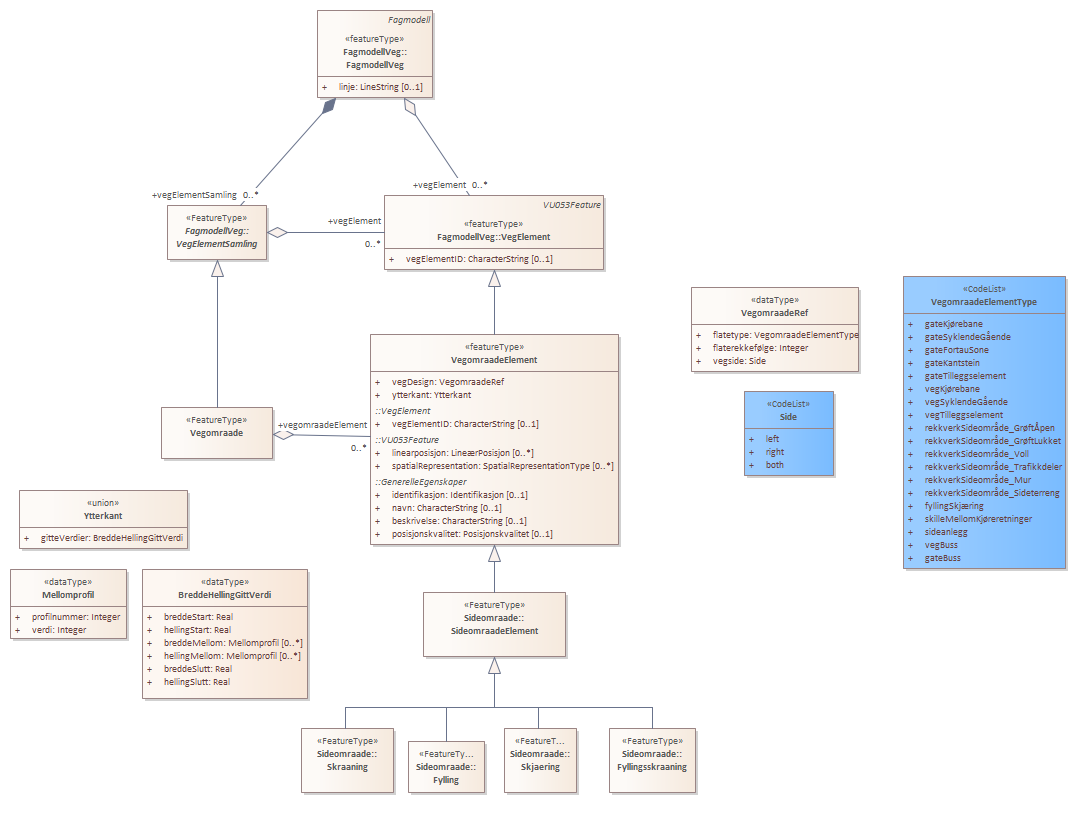 Fagmodell
«featureType»
FagmodellVeg::
FagmodellVeg
+ linje: LineString [0..1]
+vegElementSamling 0..*
+vegElement 0..*
«FeatureType»
FagmodellVeg::
VegElementSamling
+vegElement
0..*
VU053Feature
«featureType»
FagmodellVeg::VegElement
+ vegElementID: CharacterString [0..1]
«featureType»
VegomraadeElement
+ vegDesign: VegomraadeRef
+ ytterkant: Ytterkant
::VegElement
+ vegElementID: CharacterString [0..1]
::VU053Feature
+ linearposisjon: LineærPosisjon [0..*]
+ spatialRepresentation: SpatialRepresentationType [0..*]
::GenerelleEgenskaper
+ identifikasjon: Identifikasjon [0..1]
+ navn: CharacterString [0..1]
+ beskrivelse: CharacterString [0..1]
+ posisjonskvalitet: Posisjonskvalitet [0..1]
«FeatureType»
Vegomraade
+vegomraadeElement
0..*
«dataType»
VegomraadeRef
+ flatetype: VegomraadeElementType
+ flaterekkefølge: Integer
+ vegside: Side
«CodeList»
Side
+ left
+ right
+ both
«CodeList»
VegomraadeElementType
+ gateKjørebane
+ gateSyklendeGående
+ gateFortauSone
+ gateKantstein
+ gateTilleggselement
+ vegKjørebane
+ vegSyklendeGående
+ vegTilleggselement
+ rekkverkSideområde_GrøftÅpen
+ rekkverkSideområde_GrøftLukket
+ rekkverkSideområde_Voll
+ rekkverkSideområde_Trafikkdeler
+ rekkverkSideområde_Mur
+ rekkverkSideområde_Sideterreng
+ fyllingSkjæring
+ skilleMellomKjøreretninger
+ sideanlegg
+ vegBuss
+ gateBuss
«union»
Ytterkant
+ gitteVerdier: BreddeHellingGittVerdi
«dataType»
Mellomprofil
+ profilnummer: Integer
+ verdi: Integer
«dataType»
BreddeHellingGittVerdi
+ breddeStart: Real
+ hellingStart: Real
+ breddeMellom: Mellomprofil [0..*]
+ hellingMellom: Mellomprofil [0..*]
+ breddeSlutt: Real
+ hellingSlutt: Real
«FeatureType»
Sideomraade::
SideomraadeElement
«FeatureType»
Sideomraade::
Skraaning
«FeatureTy...
Sideomraade::
Fylling
«FeatureT...
Sideomraade::
Skjaering
«FeatureType»
Sideomraade::
Fyllingsskraaning